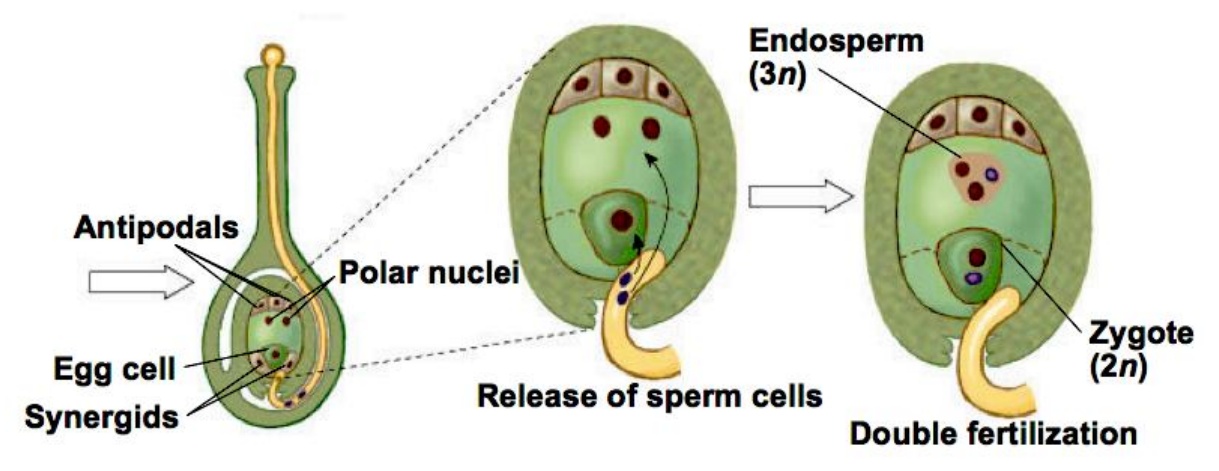 Antipodals
Polar nuclei
Egg cell
Synergids
Release of sperm cells
Endosperm
(3n)
Zygote
(2n)
Double fertilization